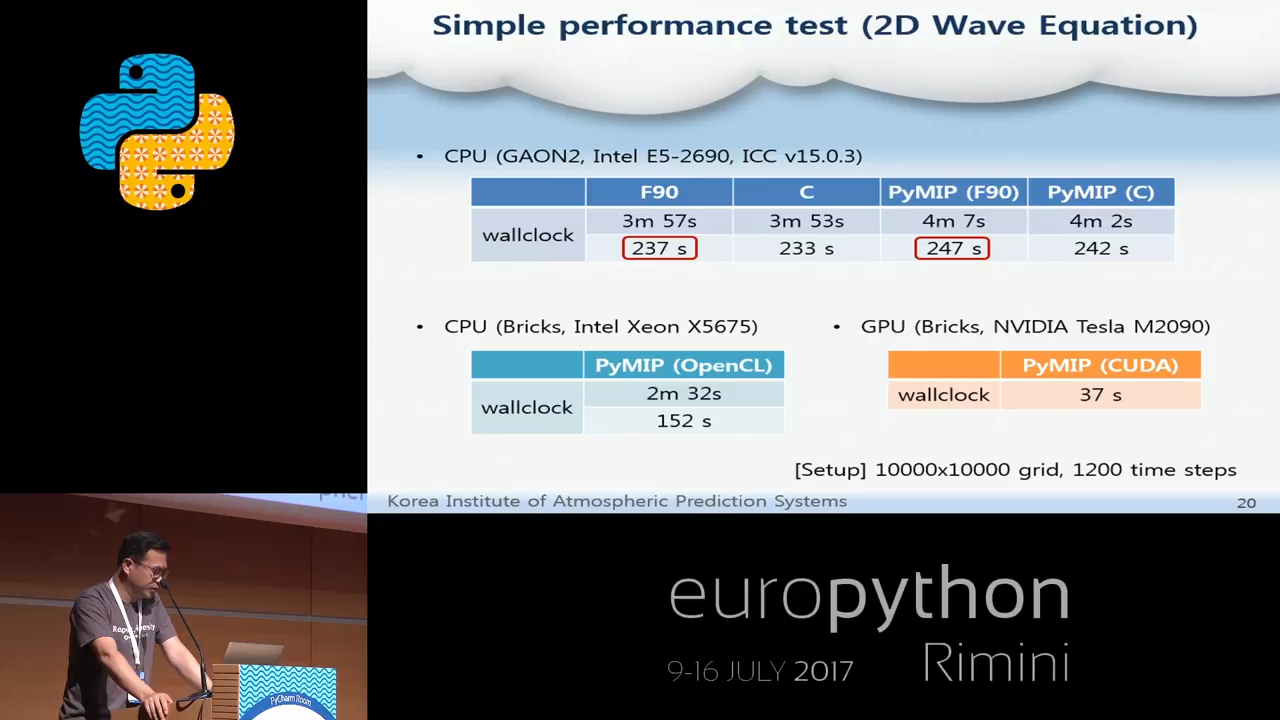 Simple performance test (2D Wave Equation)
• CPU (GAON2, Intel E5-2690, ICC v15.0.3)
F90 C PyMIP (F90) PyMIP (C)
wallclock 3m 57s 3m 53s 4m 7s 4m 2s
237 s 233 s 247 s 242 s
• CPU (Bricks, Intel Xeon X5675)
PyMIP (OpenCL)
wallclock 2m 32s
152 s
• GPU (Bricks, NVIDIA Tesla M2090)
PyMIP (CUDA)
wallclock 37 s
[Setup] 10000x10000 grid, 1200 time steps
Korea Institute of Atmospheric Prediction Systems 20
PyCharm Room
europython
9-16 JULY 2017 Rimini